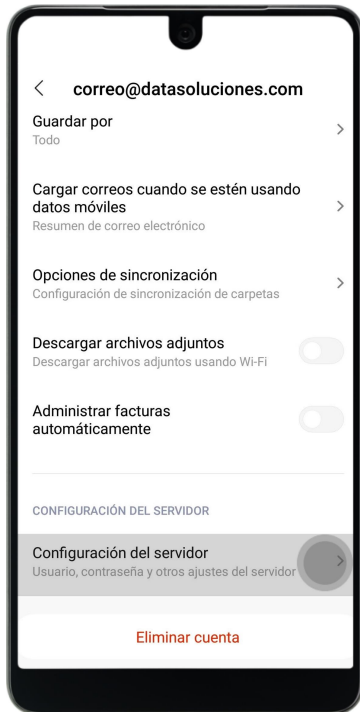 correo@datasoluciones.com
Guardar por
Todo
Cargar correos cuando se estén usando
datos móviles
Resumen de correo electrónico
Opciones de sincronización
Configuración de sincronización de carpetas
Descargar archivos adjuntos
Descargar archivos adjuntos usando Wi-Fi
Administrar facturas
automáticamente
CONFIGURACIÓN DEL SERVIDOR
Configuración del servidor
Usuario, contraseña y otros ajustes del servidor
Eliminar cuenta